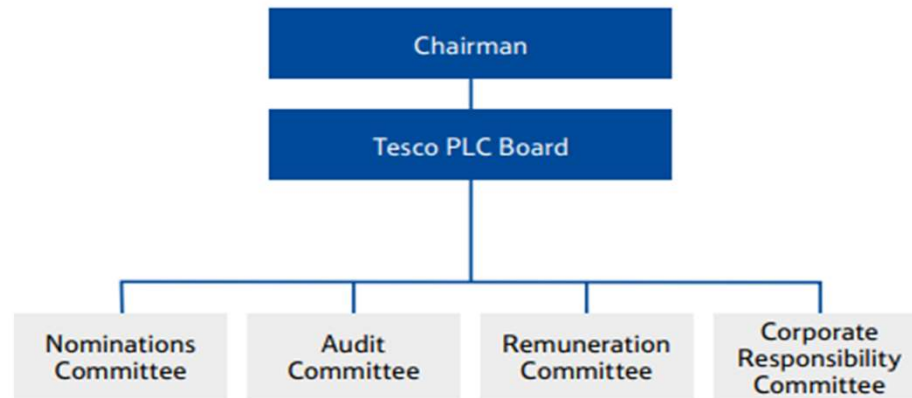 Chairman
Tesco PLC Board
Nominations
Committee
Audit
Committee
Remuneration
Committee
Corporate
Responsibility
Committee